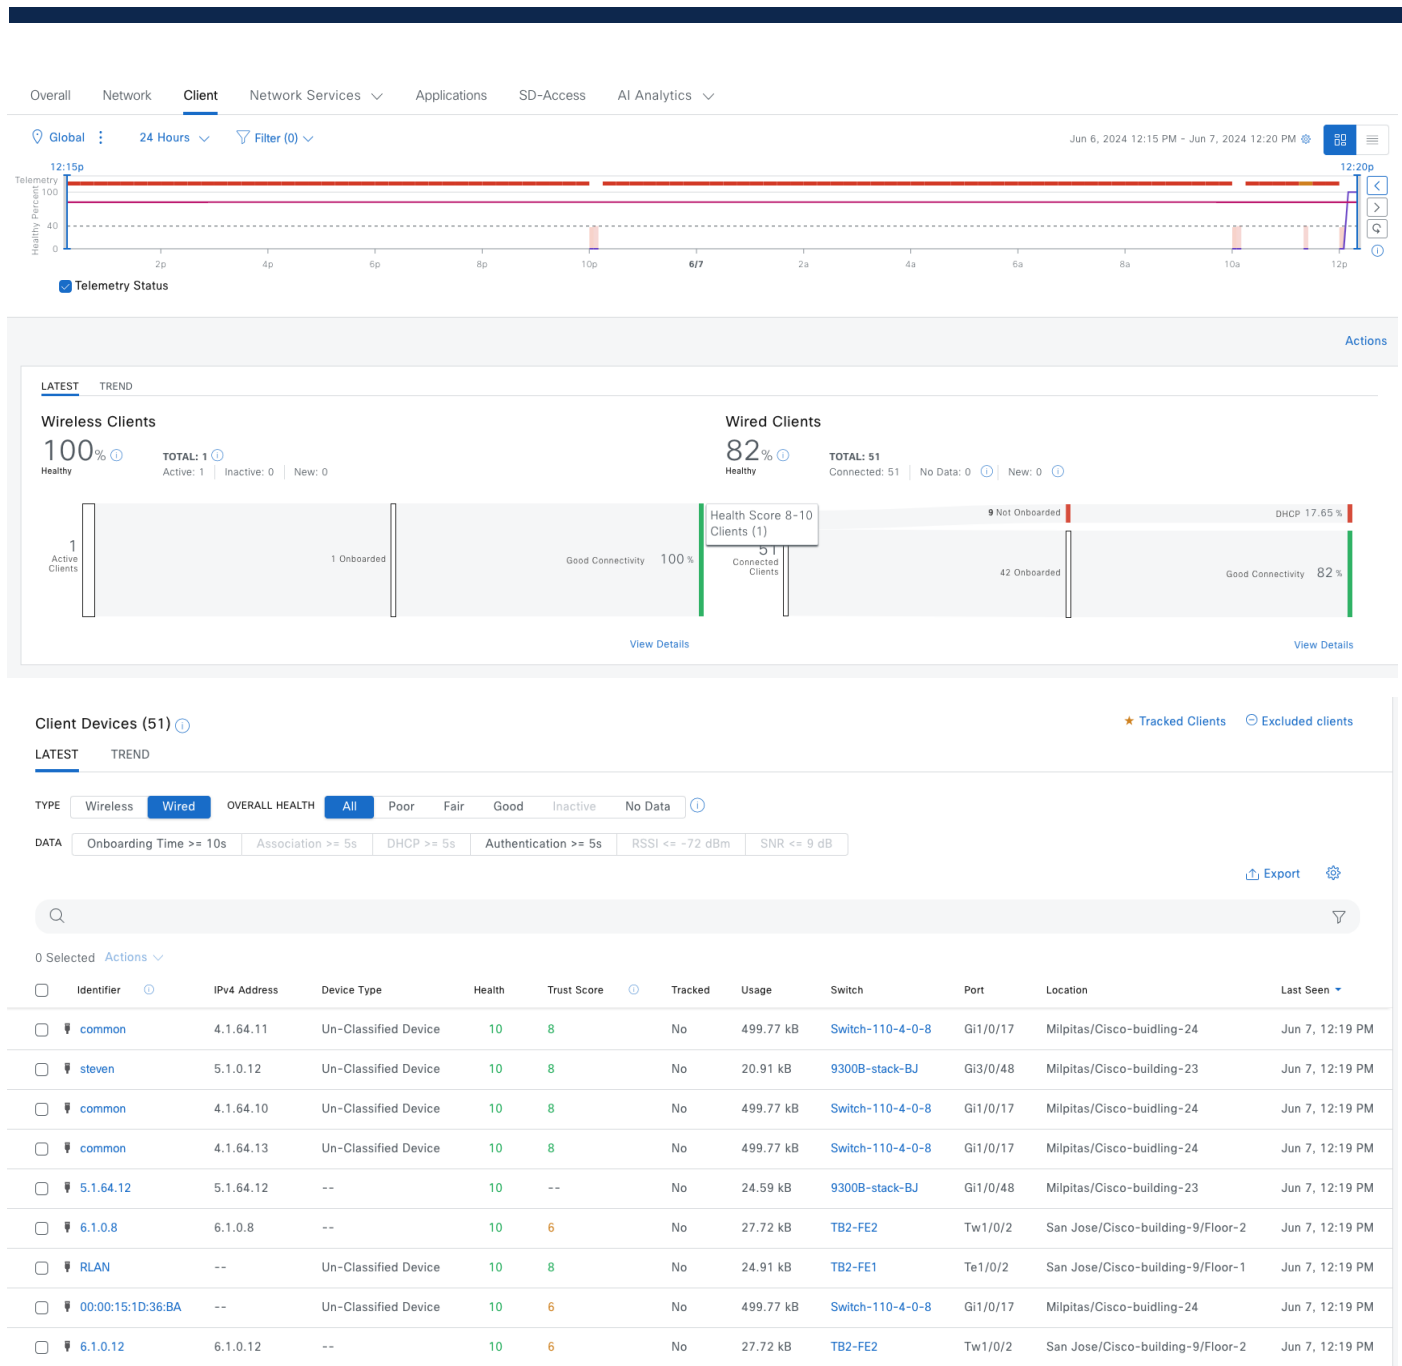 Overall Network Client Network Services Applications SD-Access AI Analytics
Global 24 Hours Filter (0) Jun 6, 2024 12:15 PM - Jun 7, 2024 12:20 PM
12:15p 12:20p
Telemetry
100
40
0
Healthy Percent
2p 4p 6p 8p 10p 6/7 2a 4a 6a 8a 10a 12p
Telemetry Status
Actions
LATEST TREND
Wireless Clients
100% TOTAL: 1
Healthy Active: 1 Inactive: 0 New: 0
1
Active
Clients
1 Onboarded
Good Connectivity 100 %
View Details
Wired Clients
82% TOTAL: 51
Healthy Connected: 51 No Data: 0 New: 0
Health Score 8-10
Clients (1)
51
Connected
Clients
9 Not Onboarded
DHCP 17.65 %
42 Onboarded
Good Connectivity 82 %
View Details
Client Devices (51) Tracked Clients Excluded clients
LATEST TREND
TYPE Wireless Wired OVERALL HEALTH All Poor Fair Good Inactive No Data
DATA Onboarding Time >= 10s Association >= 5s DHCP >= 5s Authentication >= 5s RSSI <= -72 dBm SNR <= 9 dB
Export
0 Selected Actions
Identifier IPv4 Address Device Type Health Trust Score Tracked Usage Switch Port Location Last Seen
common 4.1.64.11 Un-Classified Device 10 8 No 499.77 kB Switch-110-4-0-8 Gi1/0/17 Milpitas/Cisco-buidling-24 Jun 7, 12:19 PM
steven 5.1.0.12 Un-Classified Device 10 8 No 20.91 kB 9300B-stack-BJ Gi3/0/48 Milpitas/Cisco-building-23 Jun 7, 12:19 PM
common 4.1.64.10 Un-Classified Device 10 8 No 499.77 kB Switch-110-4-0-8 Gi1/0/17 Milpitas/Cisco-buidling-24 Jun 7, 12:19 PM
common 4.1.64.13 Un-Classified Device 10 8 No 499.77 kB Switch-110-4-0-8 Gi1/0/17 Milpitas/Cisco-buidling-24 Jun 7, 12:19 PM
5.1.64.12 5.1.64.12 -- 10 -- No 24.59 kB 9300B-stack-BJ Gi1/0/48 Milpitas/Cisco-building-23 Jun 7, 12:19 PM
6.1.0.8 6.1.0.8 -- 10 6 No 27.72 kB TB2-FE2 Tw1/0/2 San Jose/Cisco-building-9/Floor-2 Jun 7, 12:19 PM
RLAN -- Un-Classified Device 10 8 No 24.91 kB TB2-FE1 Te1/0/2 San Jose/Cisco-building-9/Floor-1 Jun 7, 12:19 PM
00:00:15:1D:36:BA -- Un-Classified Device 10 6 No 499.77 kB Switch-110-4-0-8 Gi1/0/17 Milpitas/Cisco-buidling-24 Jun 7, 12:19 PM
6.1.0.12 6.1.0.12 -- 10 6 No 27.72 kB TB2-FE2 Tw1/0/2 San Jose/Cisco-building-9/Floor-2 Jun 7, 12:19 PM